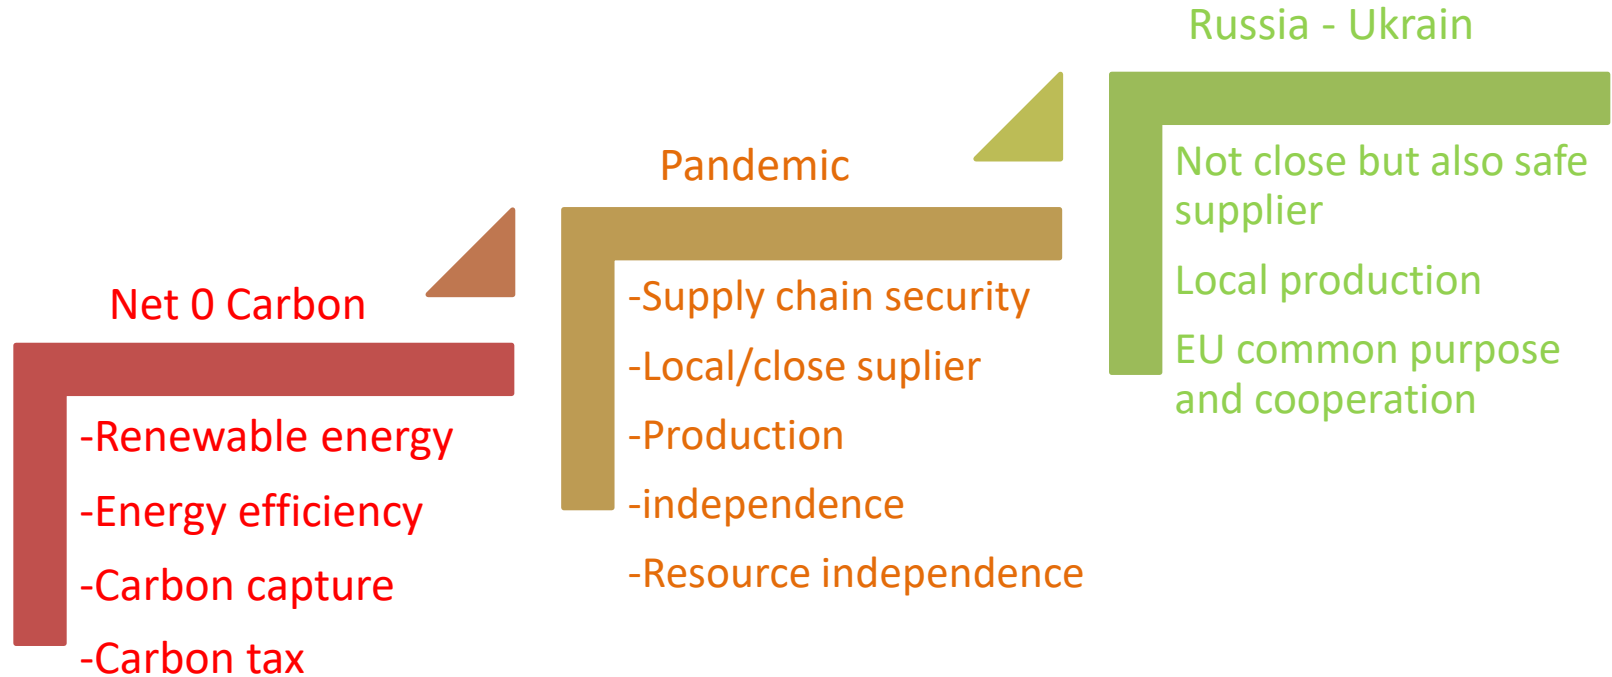 Net 0 Carbon
-Renewable energy
-Energy efficiency
-Carbon capture
-Carbon tax
Pandemic
-Supply chain security
-Local/close suplier
-Production
-independence
-Resource independence
Russia - Ukrain
Not close but also safe
supplier
Local production
EU common purpose
and cooperation